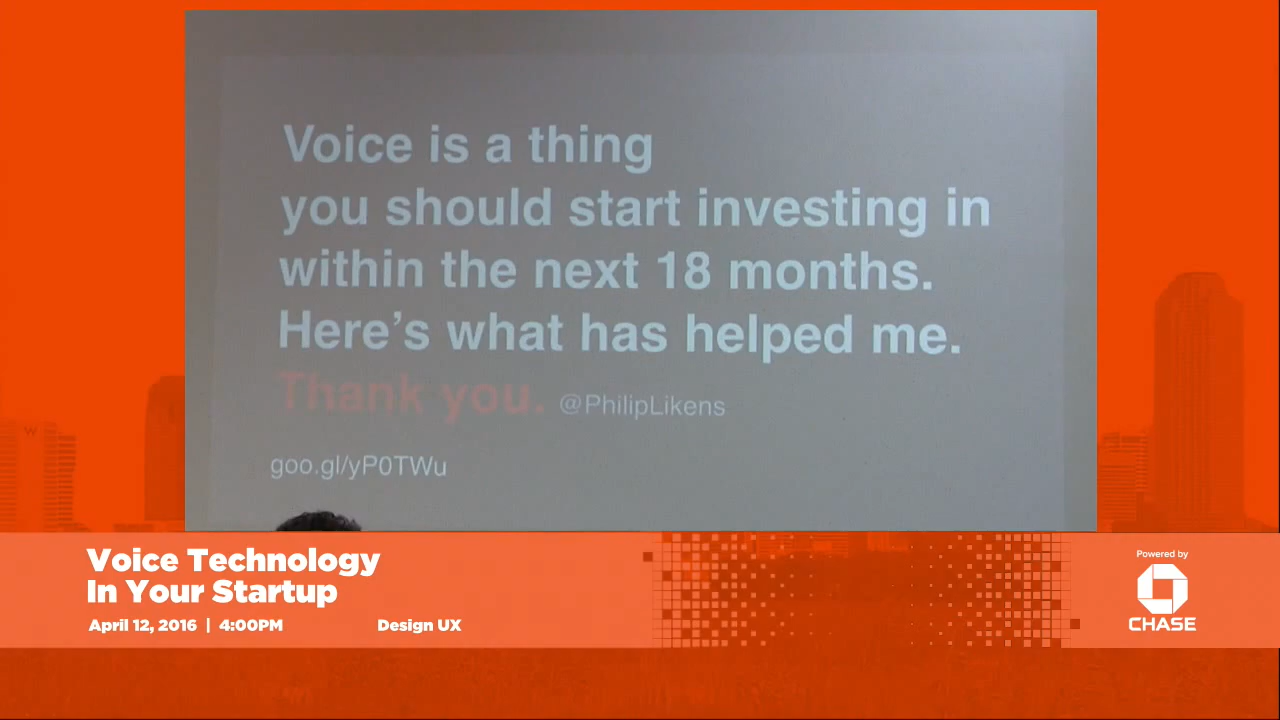 Voice is a thing
you should start investing in
within the next 18 months.
Here's what has helped me.
Thank you. @PhilipLikens
goo.gl/yP0TWu
Voice Technology
In Your Startup
April 12, 2016 | 4:00PM
Design UX
Powered by
CHASE
W